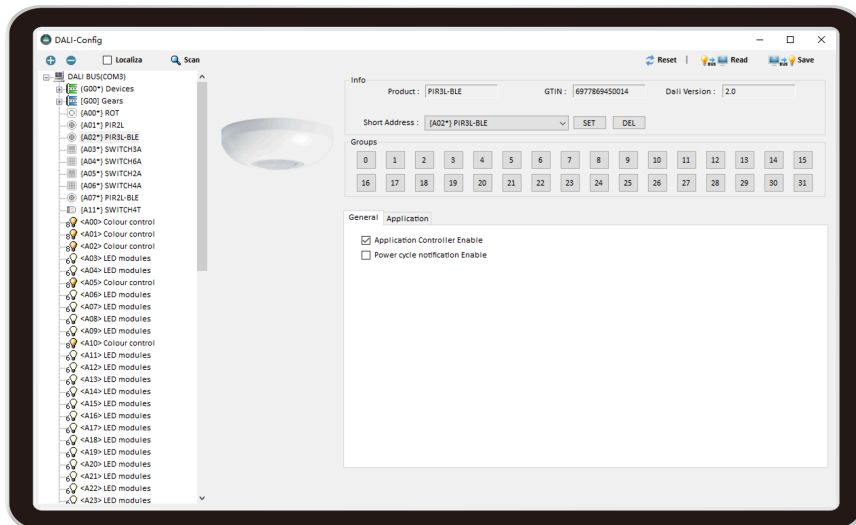 DALI-Config
Localiza
Scan
Reset | Read Save
DALI BUS(COM3)
{G00*} Devices
[G00] Gears
{A00*} ROT
{A01*} PIR2L
{A02*} PIR3L-BLE
{A03*} SWITCH3A
{A04*} SWITCH6A
{A05*} SWITCH2A
{A06*} SWITCH4A
{A07*} PIR2L-BLE
{A11*} SWITCH4T
<A00> Colour control
<A01> Colour control
<A02> Colour control
<A03> LED modules
<A04> LED modules
<A05> Colour control
<A06> LED modules
<A07> LED modules
<A08> LED modules
<A09> LED modules
<A10> Colour control
<A11> LED modules
<A12> LED modules
<A13> LED modules
<A14> LED modules
<A15> LED modules
<A16> LED modules
<A17> LED modules
<A18> LED modules
<A19> LED modules
<A20> LED modules
<A21> LED modules
<A22> LED modules
<A23> LED modules
Info
Product : PIR3L-BLE GTIN : 6977869450014 Dali Version : 2.0
Short Address : {A02*} PIR3L-BLE SET DEL
Groups
0 1 2 3 4 5 6 7 8 9 10 11 12 13 14 15
16 17 18 19 20 21 22 23 24 25 26 27 28 29 30 31
General Application
Application Controller Enable
Power cycle notification Enable